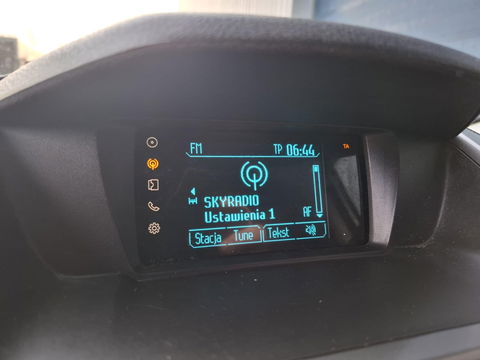 FM TP 06:44 TA
SKYRADIO
Ustawienia 1 AF
Stacja Tune Tekst